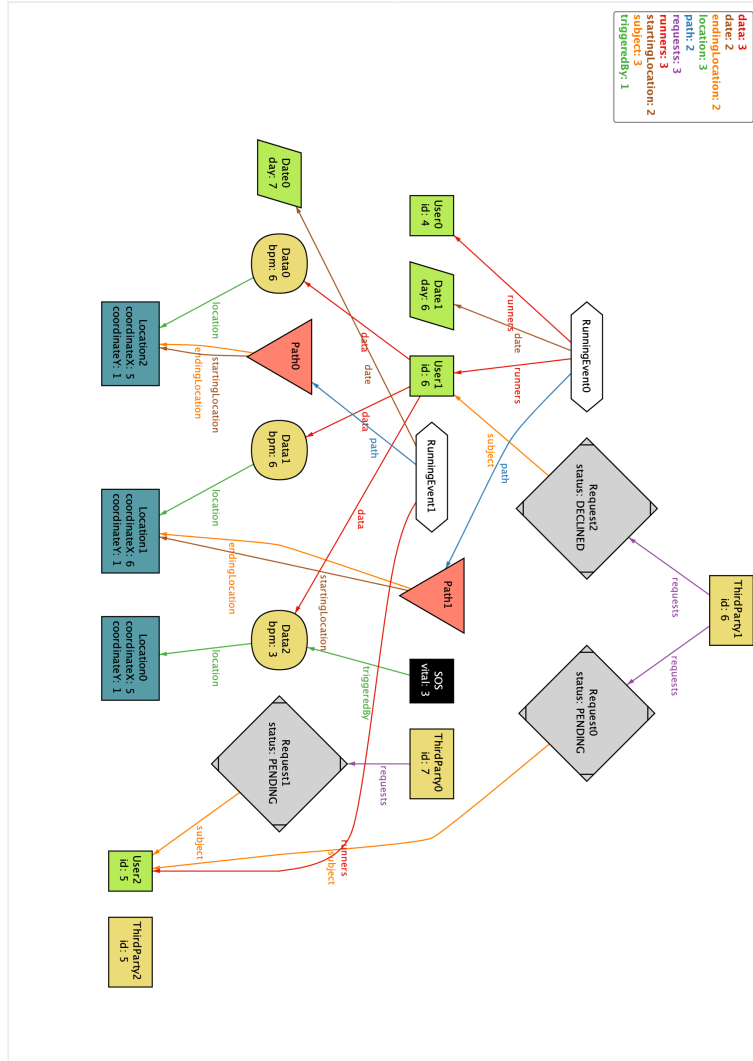 data: 3
date: 2
endingLocation: 2
location: 3
path: 2
requests: 3
runners: 3
startingLocation: 2
subject: 3
triggeredBy: 1
ThirdParty1
id: 6
requests
requests
RunningEvent0
Request2
status: DECLINED
Request0
status: PENDING
runners
date
runners
path
subject
User0
id: 4
Date1
day: 6
User1
id: 6
RunningEvent1
Path1
SOS
vital: 3
ThirdParty0
id: 7
data
date
data
path
data
startingLocation
triggeredBy
requests
runners
subject
Date0
day: 7
Data0
bpm: 6
Path0
Data1
bpm: 6
Data2
bpm: 3
Request1
status: PENDING
location
endingLocation
startingLocation
location
endingLocation
location
subject
Location2
coordinateX: 5
coordinateY: 1
Location1
coordinateX: 6
coordinateY: 1
Location0
coordinateX: 5
coordinateY: 1
User2
id: 5
ThirdParty2
id: 5